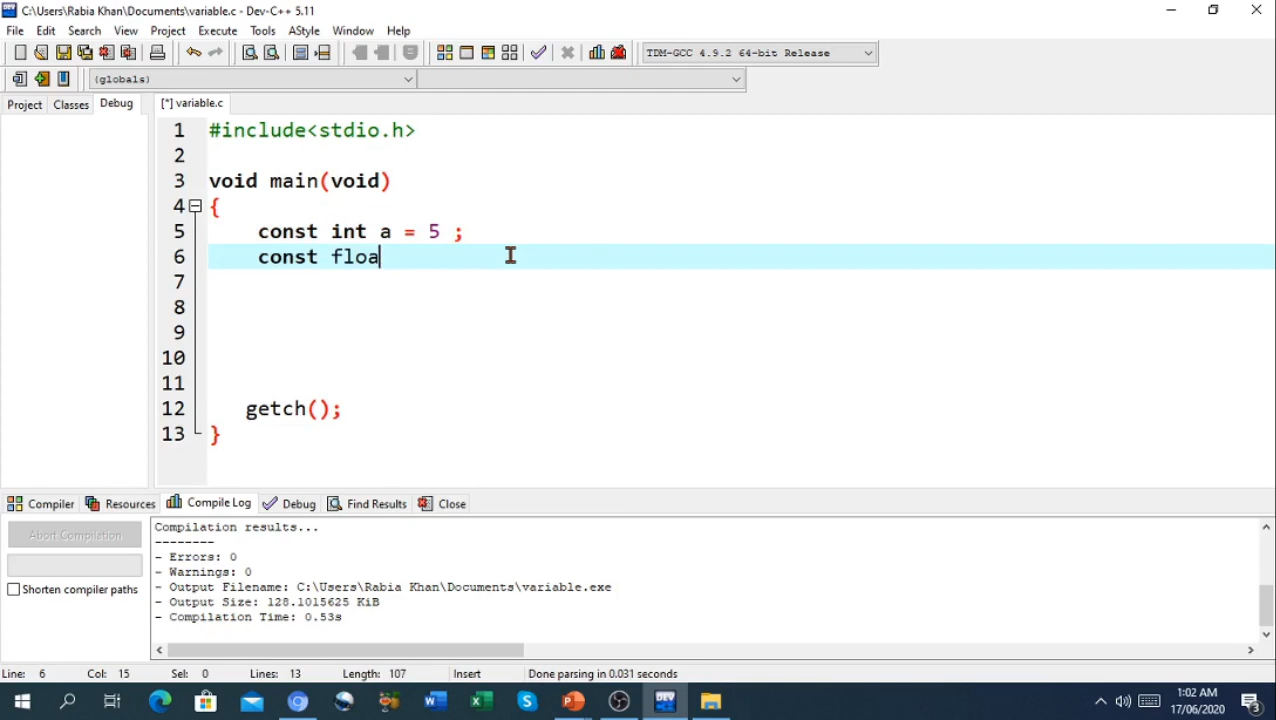 C:\Users\Rabia Khan\Documents\variable.c - Dev-C++ 5.11
File Edit Search View Project Execute Tools AStyle Window Help
TDM-GCC 4.9.2 64-bit Release
(globals)
Project Classes Debug [*] variable.c
1 #include<stdio.h>
2
3 void main(void)
4 {
5 const int a = 5 ;
6 const floa
7
8
9
10
11
12 getch();
13 }
Compiler Resources Compile Log Debug Find Results Close
Abort Compilation
Shorten compiler paths
Compilation results...
--------
- Errors: 0
- Warnings: 0
- Output Filename: C:\Users\Rabia Khan\Documents\variable.exe
- Output Size: 128.1015625 KiB
- Compilation Time: 0.53s
Line: 6 Col: 15 Sel: 0 Lines: 13 Length: 107 Insert Done parsing in 0.031 seconds
1:02 AM
17/06/2020